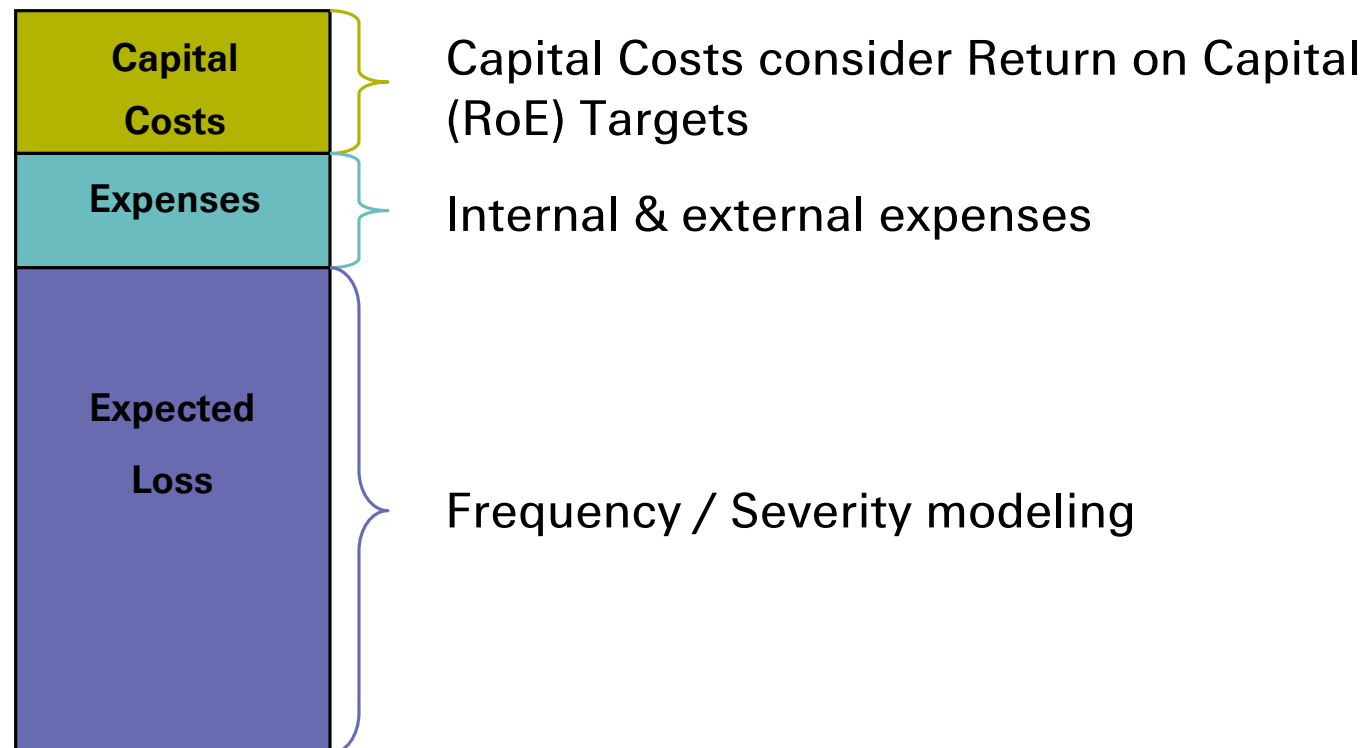 Capital
Costs
Capital Costs consider Return on Capital
(RoE) Targets
Expenses
Internal & external expenses
Expected
Loss
Frequency / Severity modeling